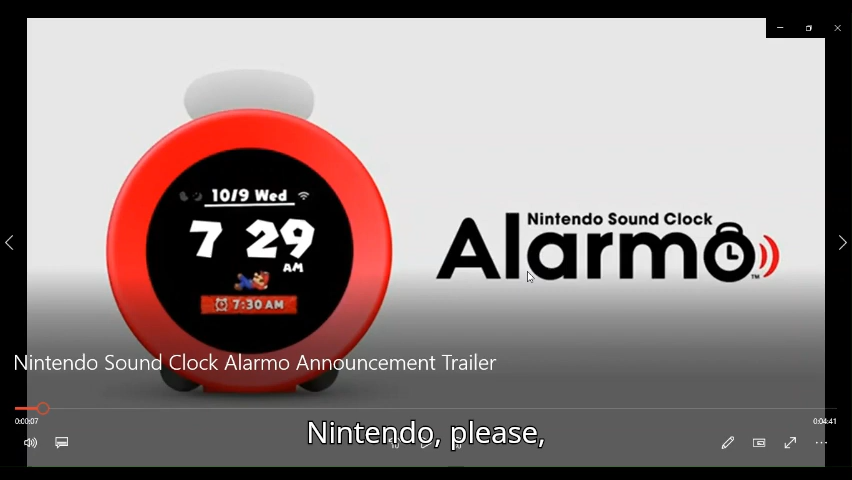 10/9 Wed
7 29
AM
7:30 AM
Nintendo Sound Clock
Alarmo
TM
Nintendo Sound Clock Alarmo Announcement Trailer
0:00:07
0:04:41
Nintendo, please,